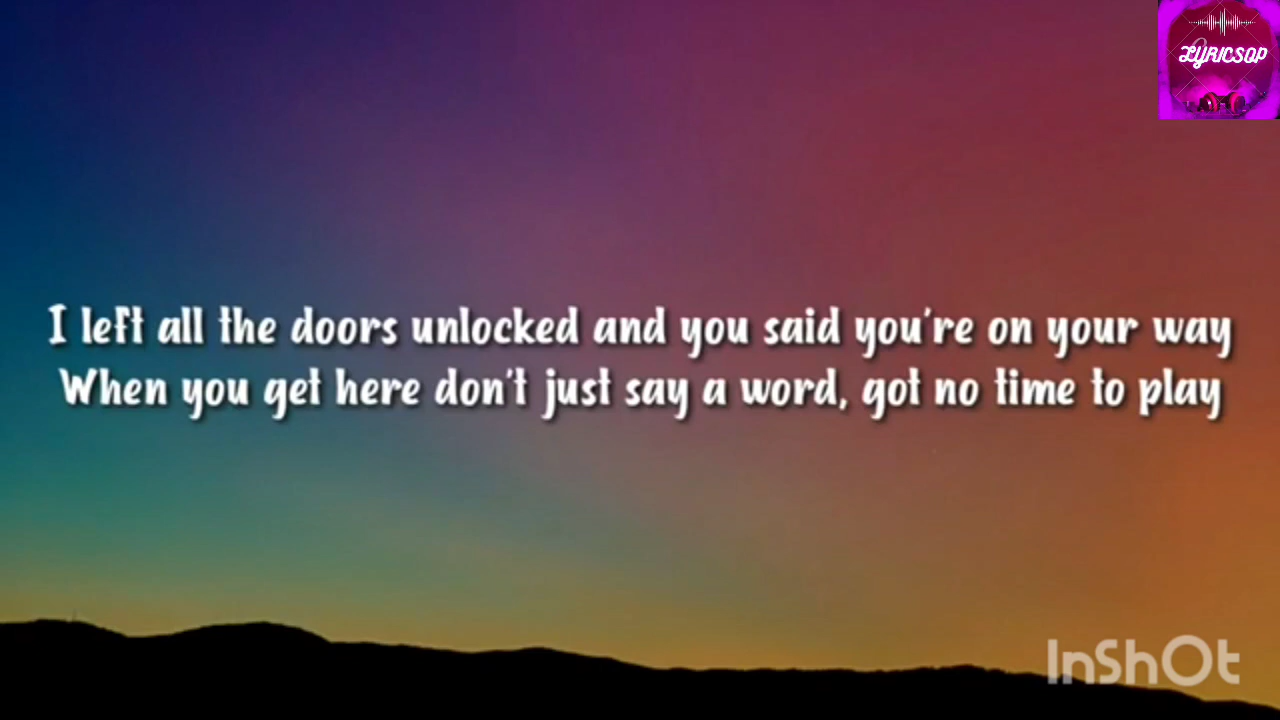 LYRICSOP
I left all the doors unlocked and you said you're on your way
When you get here don't just say a word, got no time to play
InShOt